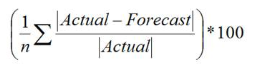 (1/n ∑ |Actual – Forecast| / |Actual|) * 100